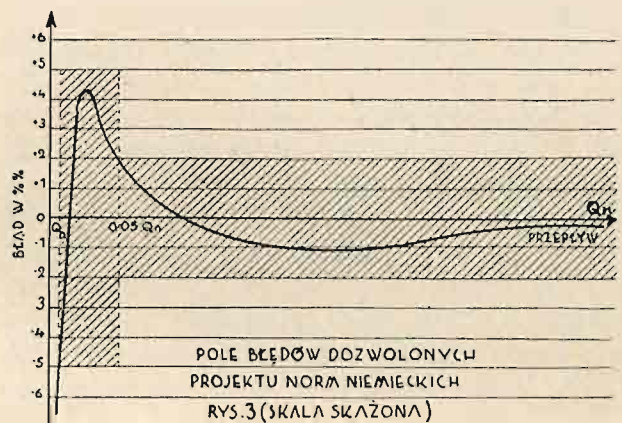 +6
+5
+4
+3
+2
+1
0
-1
-2
-3
-4
-5
-6
BŁĄD W %%
0.05 Qn
Qn
PRZEPŁYW
POLE BŁĘDÓW DOZWOLONYCH
PROJEKTU NORM NIEMIECKICH
RYS.3 (SKALA SKAŻONA)